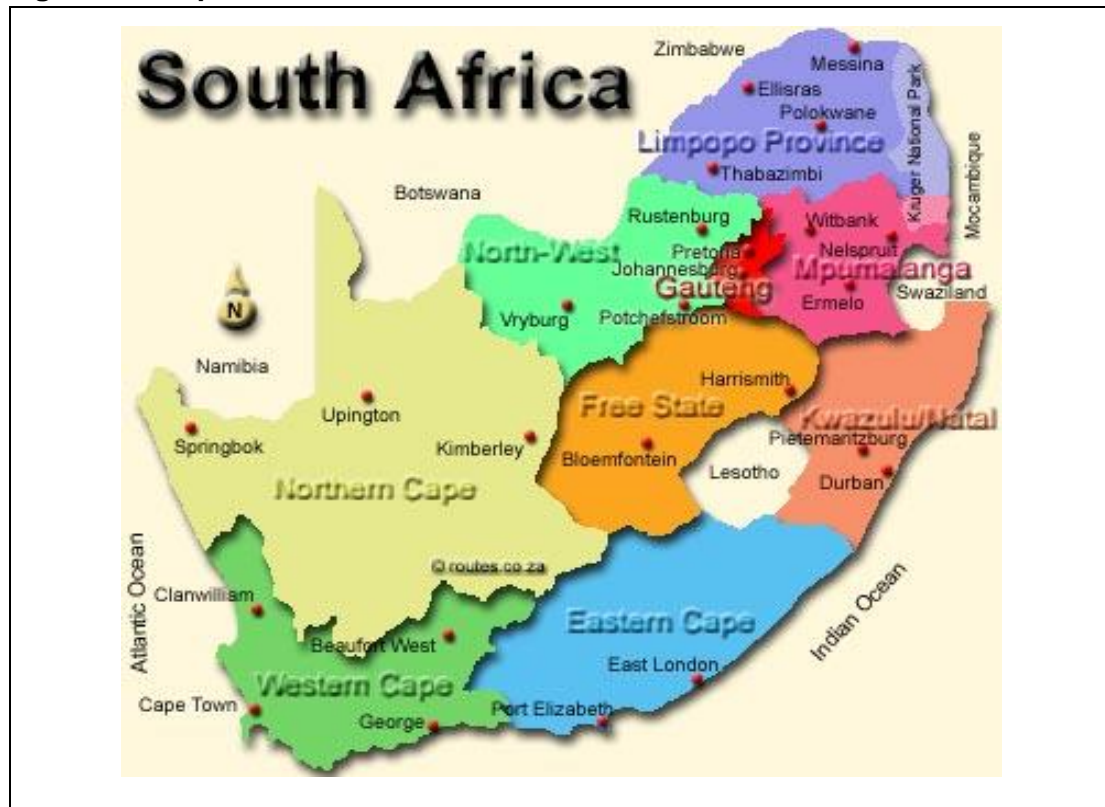 South Africa
Zimbabwe
Messina
Ellisras
Polokwane
Limpopo Province
Kruger National Park
Mocambique
Thabazimbi
Botswana
Rustenburg
Witbank
North-West
Pretoria
Nelspruit
Johannesburg
Mpumalanga
Gauteng
Swaziland
N
Ermelo
Vryburg
Potchefstroom
Namibia
Harrismith
Upington
Free State
Kwazulu/Natal
Springbok
Kimberley
Pietemaritzburg
Bloemfontein
Lesotho
Durban
Northern Cape
Atlantic Ocean
© routes.co.za
Indian Ocean
Clanwilliam
Eastern Cape
Beaufort West
East London
Western Cape
Cape Town
Port Elizabeth
George